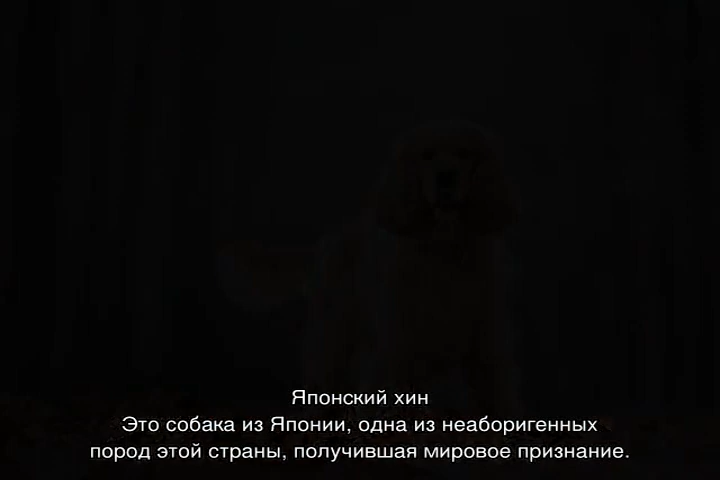 Японский хин
Это собака из Японии, одна из неаборигенных
пород этой страны, получившая мировое признание.